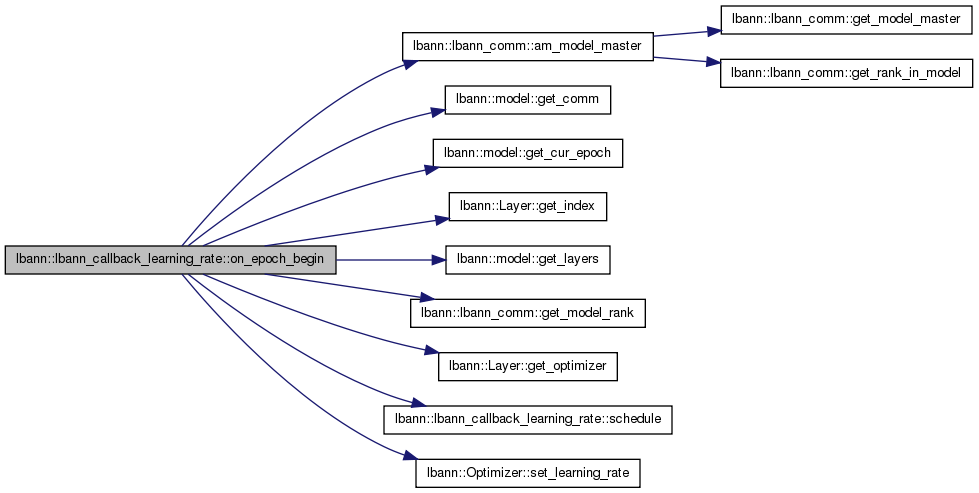 lbann::lbann_comm::get_model_master
lbann::lbann_comm::am_model_master
lbann::lbann_comm::get_rank_in_model
lbann::model::get_comm
lbann::model::get_cur_epoch
lbann::Layer::get_index
lbann::lbann_callback_learning_rate::on_epoch_begin
lbann::model::get_layers
lbann::lbann_comm::get_model_rank
lbann::Layer::get_optimizer
lbann::lbann_callback_learning_rate::schedule
lbann::Optimizer::set_learning_rate